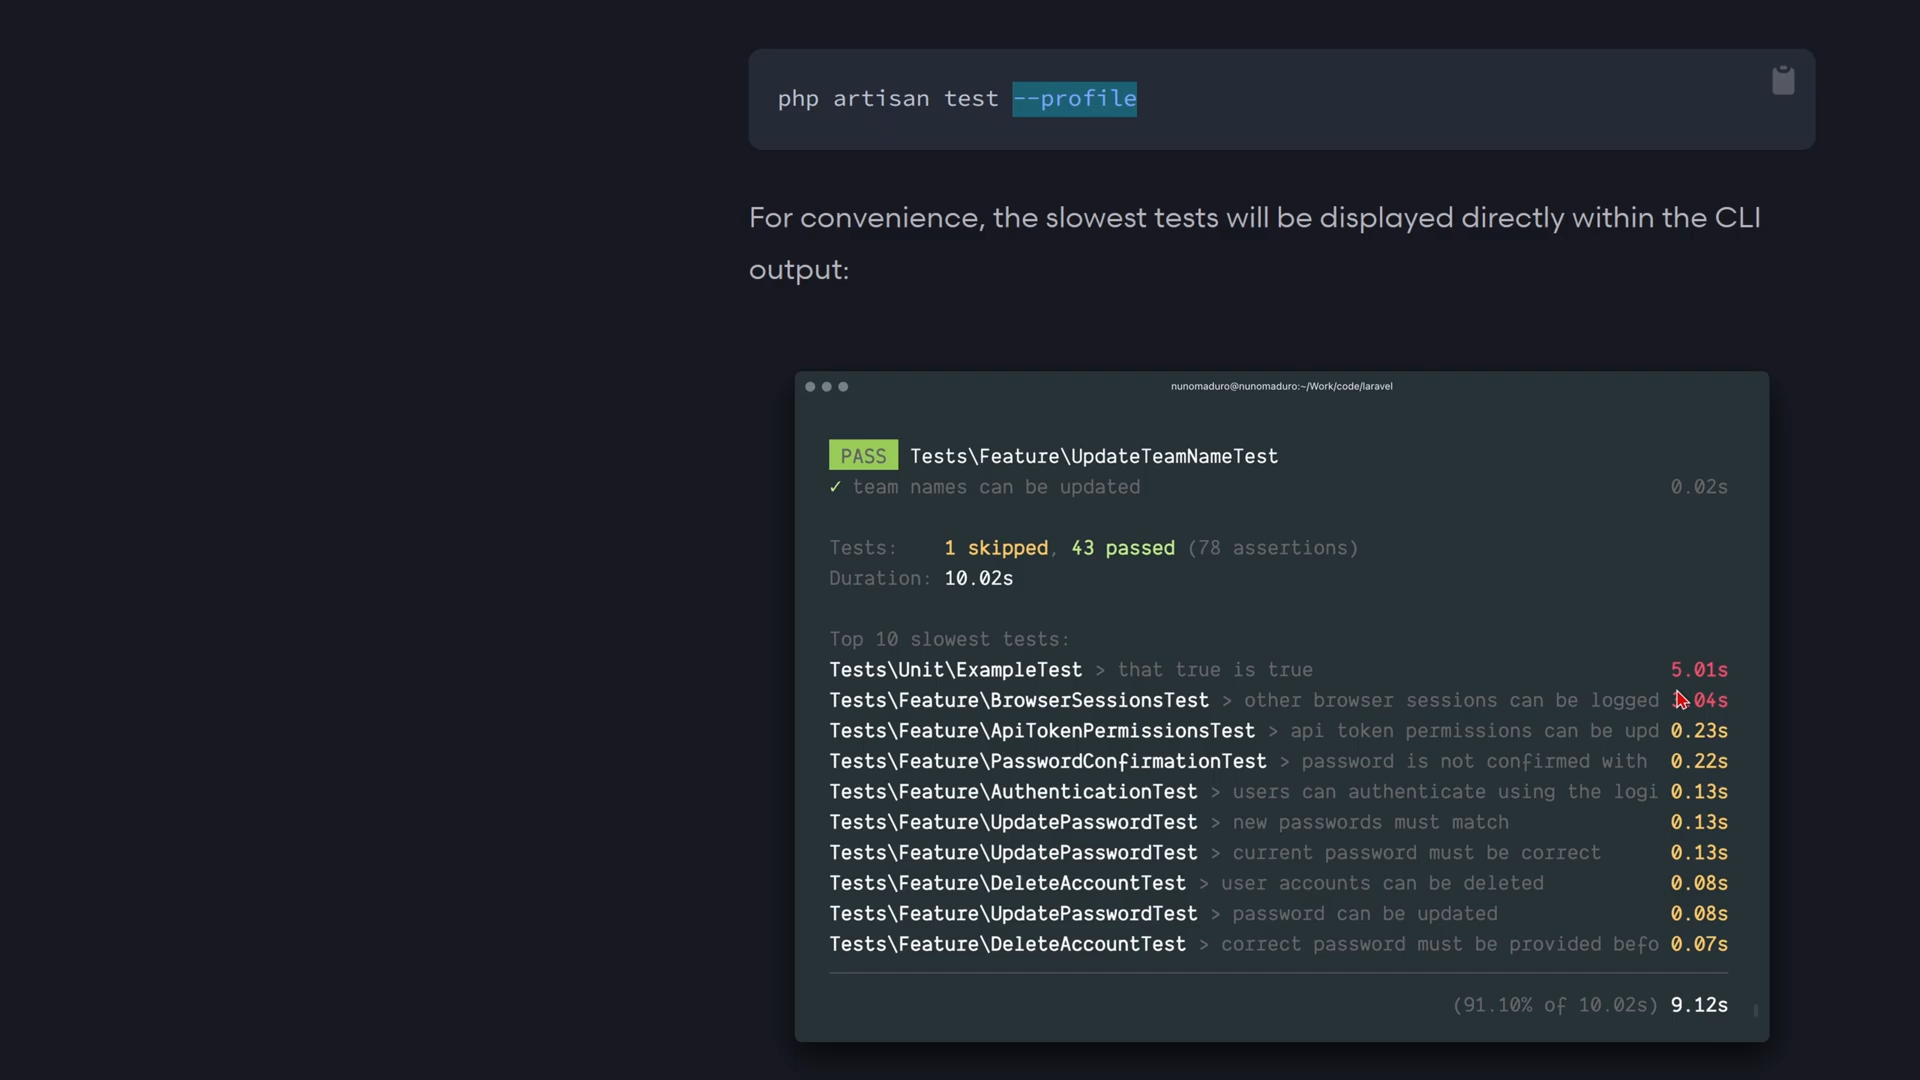 php artisan test --profile
For convenience, the slowest tests will be displayed directly within the CLI
output:
nunomaduro@nunomaduro:~/Work/code/laravel
PASS Tests\Feature\UpdateTeamNameTest
✓ team names can be updated 0.02s
Tests: 1 skipped, 43 passed (78 assertions)
Duration: 10.02s
Top 10 slowest tests:
Tests\Unit\ExampleTest > that true is true 5.01s
Tests\Feature\BrowserSessionsTest > other browser sessions can be logged
Tests\Feature\ApiTokenPermissionsTest > api token permissions can be upd 0.23s
Tests\Feature\PasswordConfirmationTest > password is not confirmed with 0.22s
Tests\Feature\AuthenticationTest > users can authenticate using the logi 0.13s
Tests\Feature\UpdatePasswordTest > new passwords must match 0.13s
Tests\Feature\UpdatePasswordTest > current password must be correct 0.13s
Tests\Feature\DeleteAccountTest > user accounts can be deleted 0.08s
Tests\Feature\UpdatePasswordTest > password can be updated 0.08s
Tests\Feature\DeleteAccountTest > correct password must be provided befo 0.07s
(91.10% of 10.02s) 9.12s